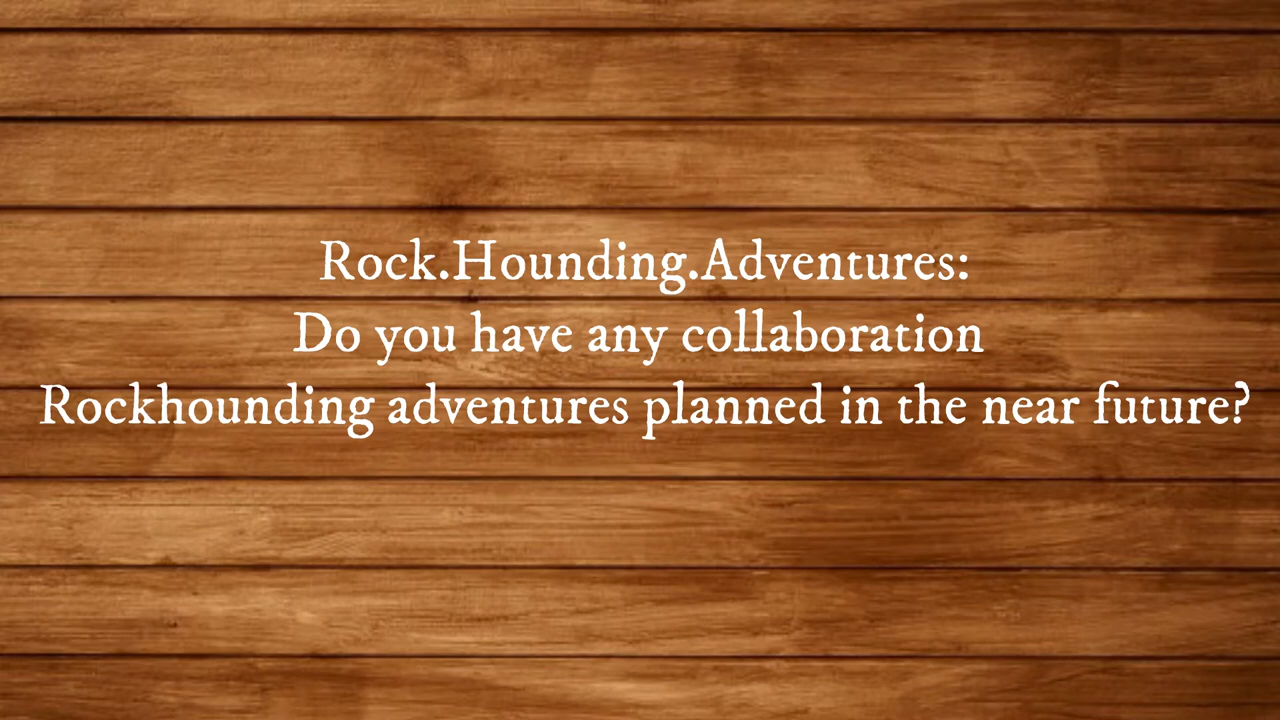 Rock.Hounding.Adventures:
Do you have any collaboration
Rockhounding adventures planned in the near future?